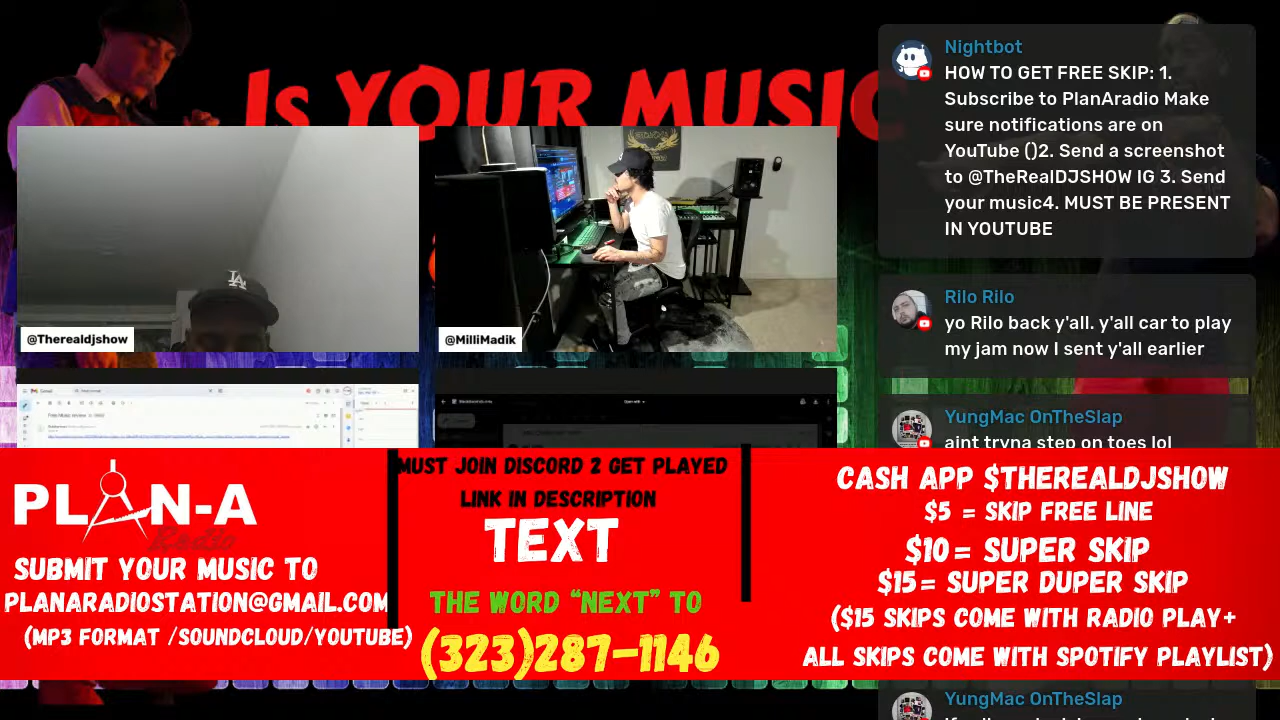 Is YOUR MUSIC
LA
@Therealdjshow
@MilliMadik
Nightbot
HOW TO GET FREE SKIP: 1.
Subscribe to PlanAradio Make
sure notifications are on
YouTube ()2. Send a screenshot
to @TheRealDJSHOW IG 3. Send
your music4. MUST BE PRESENT
IN YOUTUBE
Rilo Rilo
yo Rilo back y'all. y'all car to play
my jam now I sent y'all earlier
YungMac OnTheSlap
aint tryna step on toes lol
PLAN-A
Radio
SUBMIT YOUR MUSIC TO
PLANARADIOSTATION@GMAIL.COM
(MP3 FORMAT /SOUNDCLOUD/YOUTUBE)
MUST JOIN DISCORD 2 GET PLAYED
LINK IN DESCRIPTION
TEXT
THE WORD “NEXT” TO
(323)287-1146
CASH APP $THEREALDJSHOW
$5 = SKIP FREE LINE
$10= SUPER SKIP
$15= SUPER DUPER SKIP
($15 SKIPS COME WITH RADIO PLAY+
ALL SKIPS COME WITH SPOTIFY PLAYLIST)
YungMac OnTheSlap